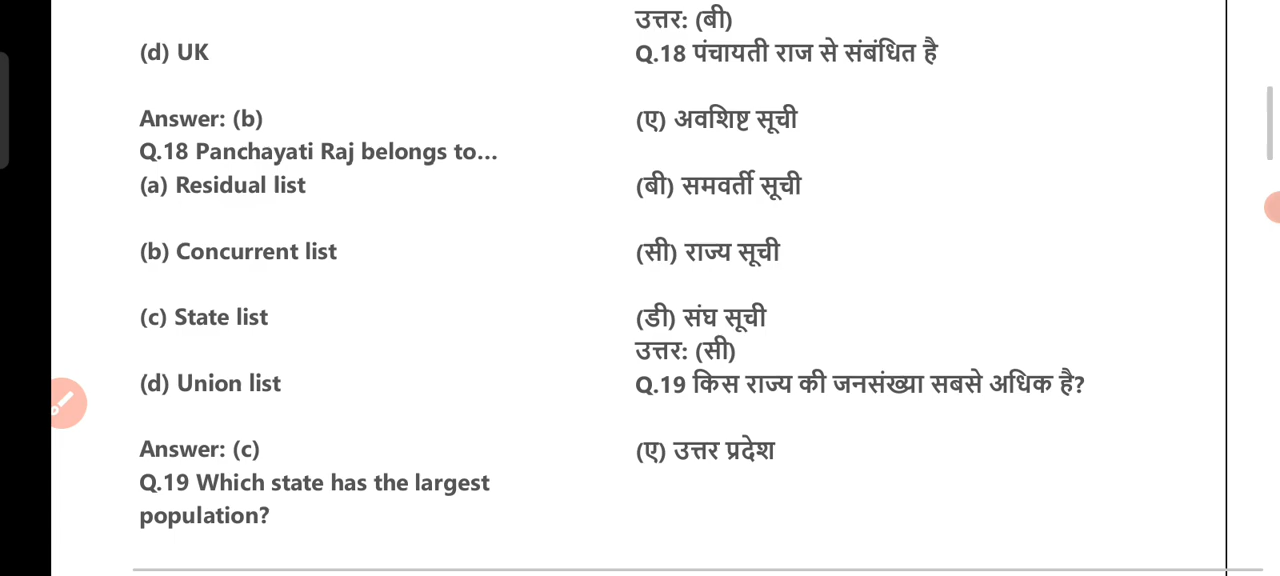 (d) UK
Answer: (b)
Q.18 Panchayati Raj belongs to...
(a) Residual list
(b) Concurrent list
(c) State list
(d) Union list
Answer: (c)
Q.19 Which state has the largest
population?
उत्तर: (बी)
Q.18 पंचायती राज से संबंधित है
(ए) अवशिष्ट सूची
(बी) समवर्ती सूची
(सी) राज्य सूची
(डी) संघ सूची
उत्तर: (सी)
Q.19 किस राज्य की जनसंख्या सबसे अधिक है?
(ए) उत्तर प्रदेश